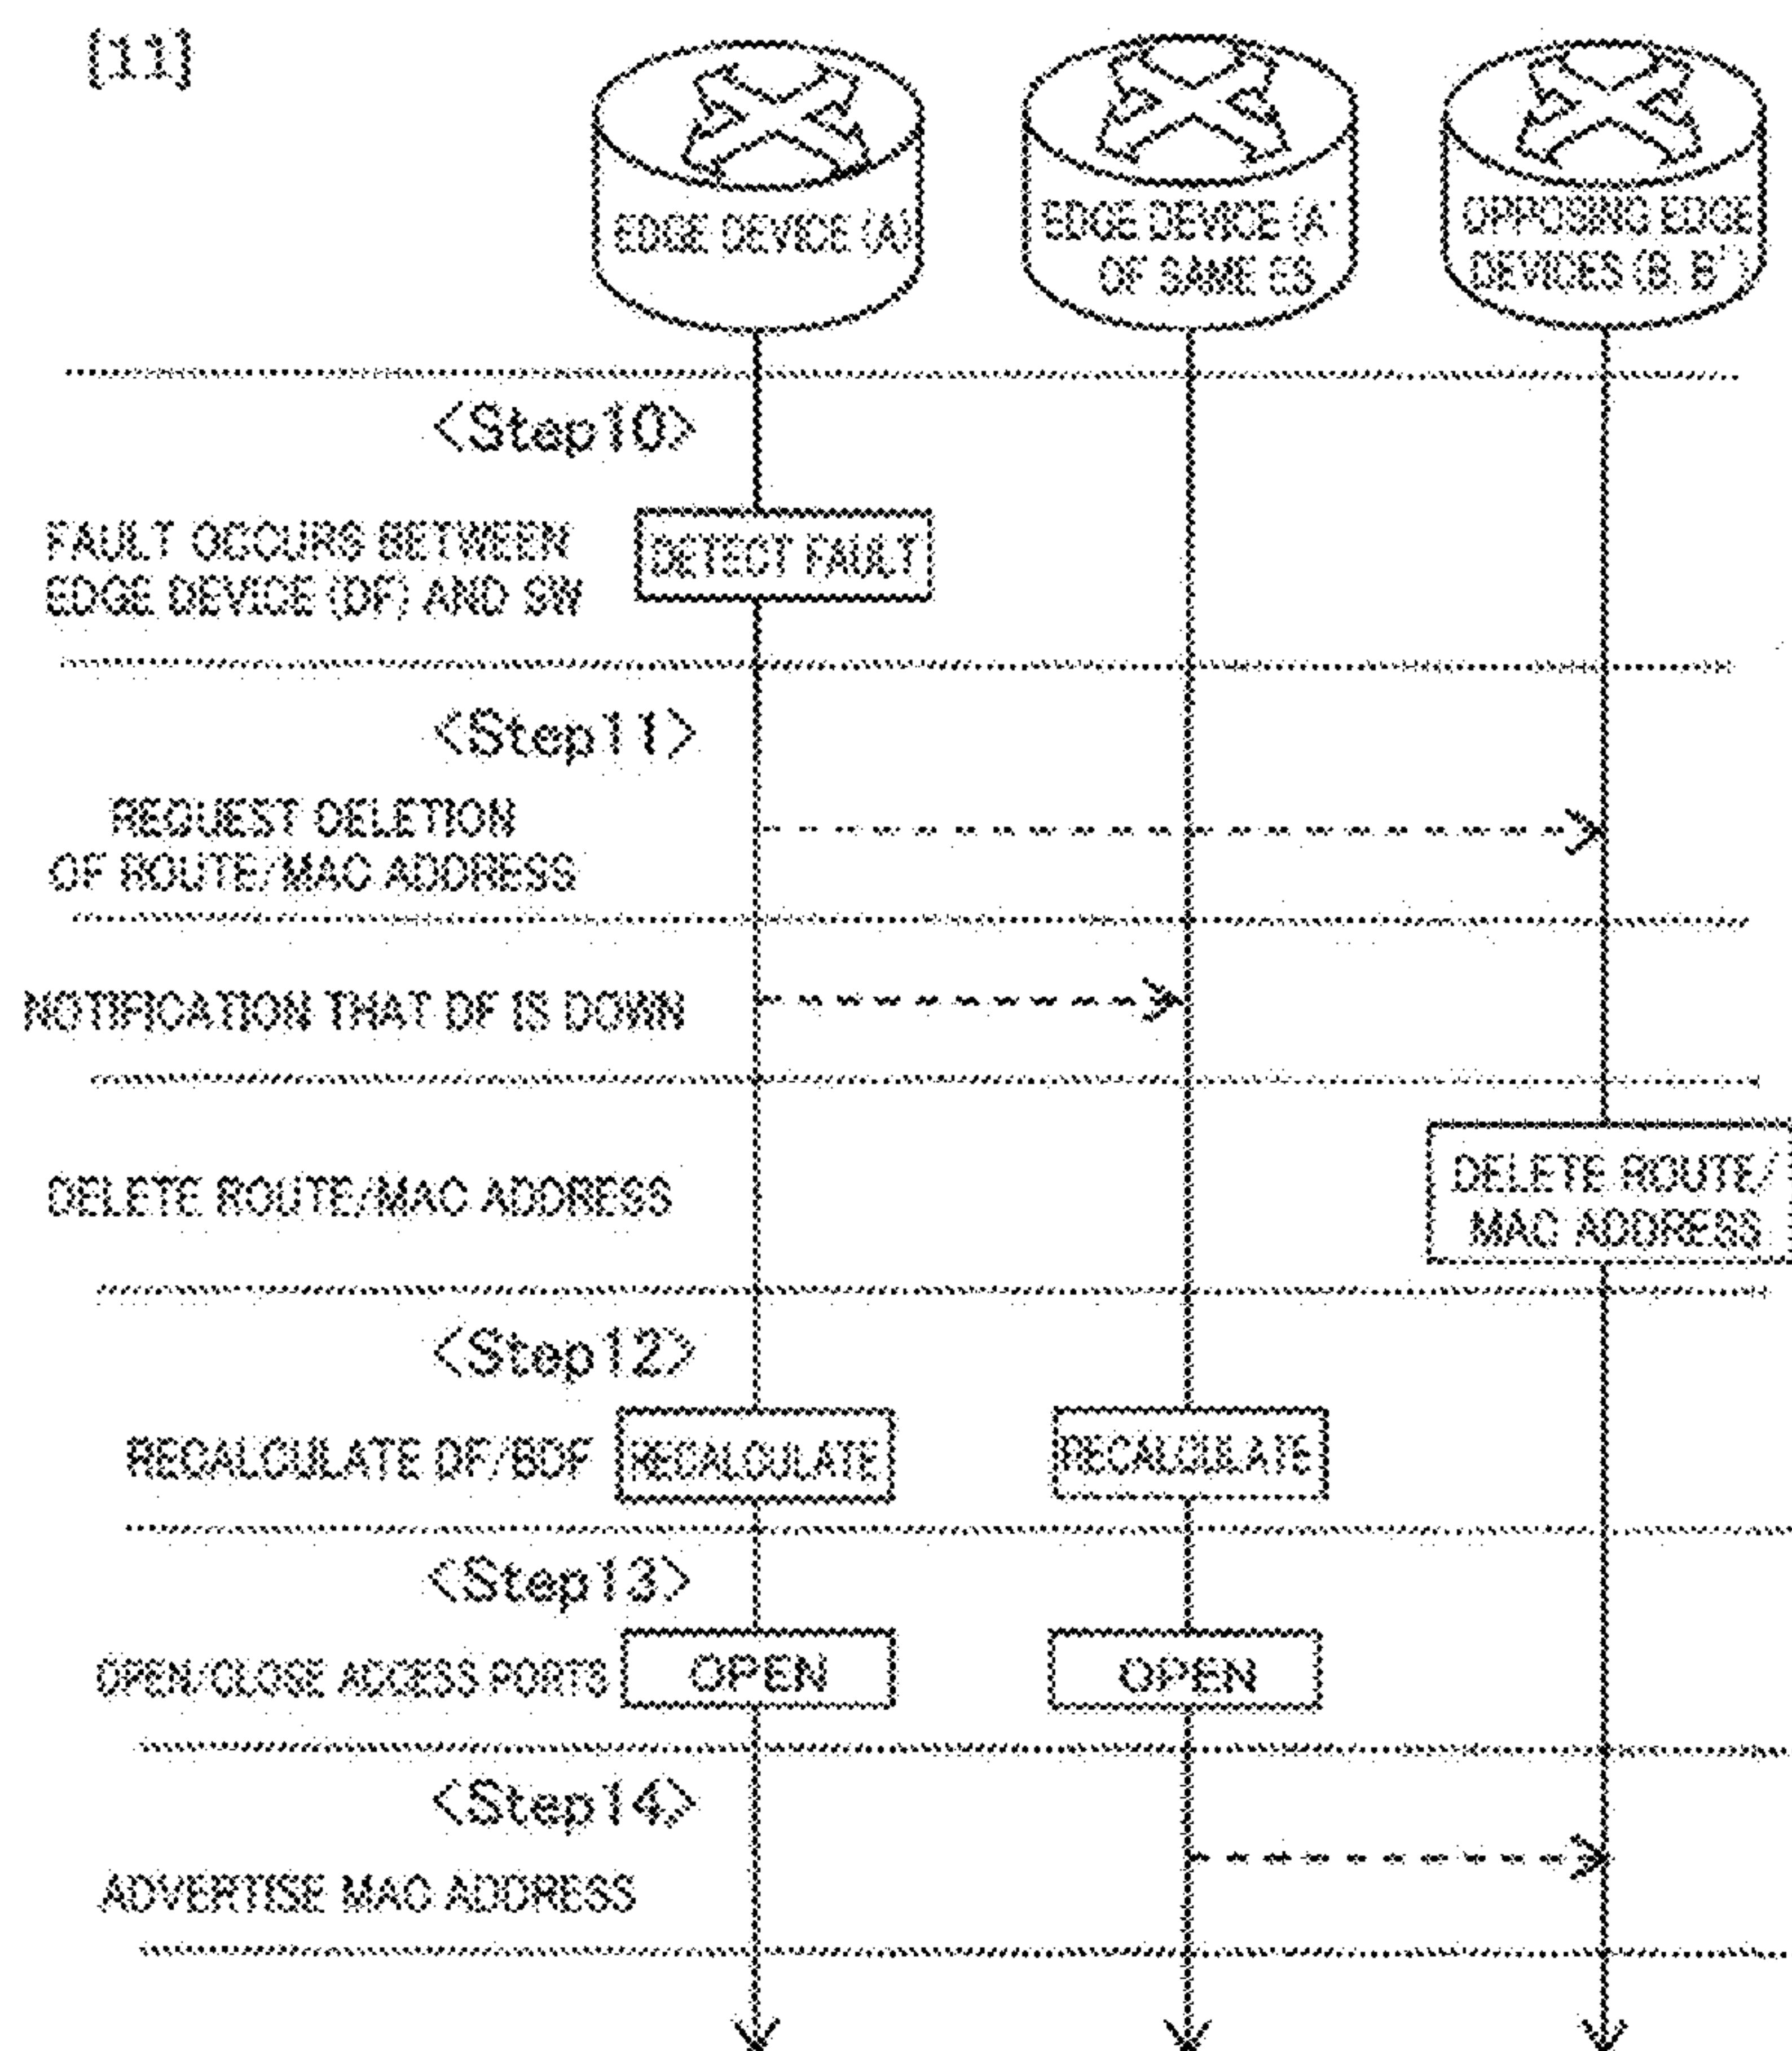 [11]
EDGE DEVICE (A)
EDGE DEVICE (A'
OF SAME ES
OPPOSING EDGE
DEVICES (B, B')
<Step10>
FAULT OCCURS BETWEEN
EDGE DEVICE (DF) AND SW
DETECT FAULT
<Step11>
REQUEST DELETION
OF ROUTE/MAC ADDRESS
NOTIFICATION THAT DF IS DOWN
DELETE ROUTE/MAC ADDRESS
DELETE ROUTE/
MAC ADDRESS
<Step12>
RECALCULATE DF/BDF
RECALCULATE
RECALCULATE
<Step13>
OPEN/CLOSE ACCESS PORTS
OPEN
OPEN
<Step14>
ADVERTISE MAC ADDRESS